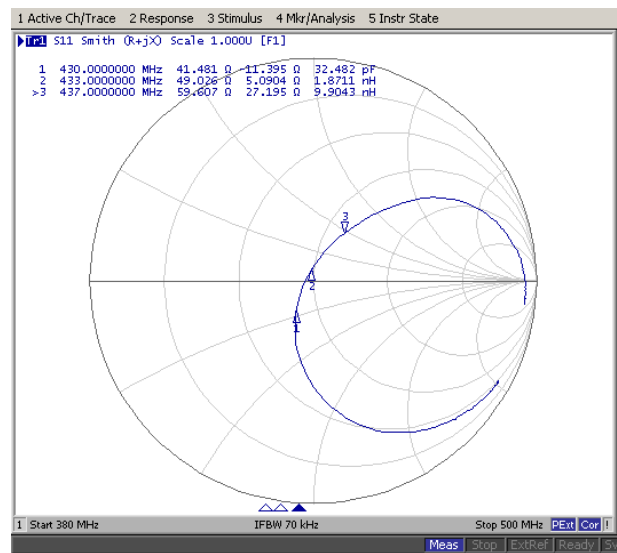 1 Active Ch/Trace 2 Response 3 Stimulus 4 Mkr/Analysis 5 Instr State
Tr1 S11 Smith (R+jX) Scale 1.000U [F1]
1 430.0000000 MHz 41.481 Ω -11.395 Ω 32.482 pF
2 433.0000000 MHz 49.026 Ω 5.0904 Ω 1.8711 nH
>3 437.0000000 MHz 59.607 Ω 27.195 Ω 9.9043 nH
3
2
1
1 Start 380 MHz IFBW 70 kHz Stop 500 MHz PExt Cor !
Meas Stop ExtRef Ready